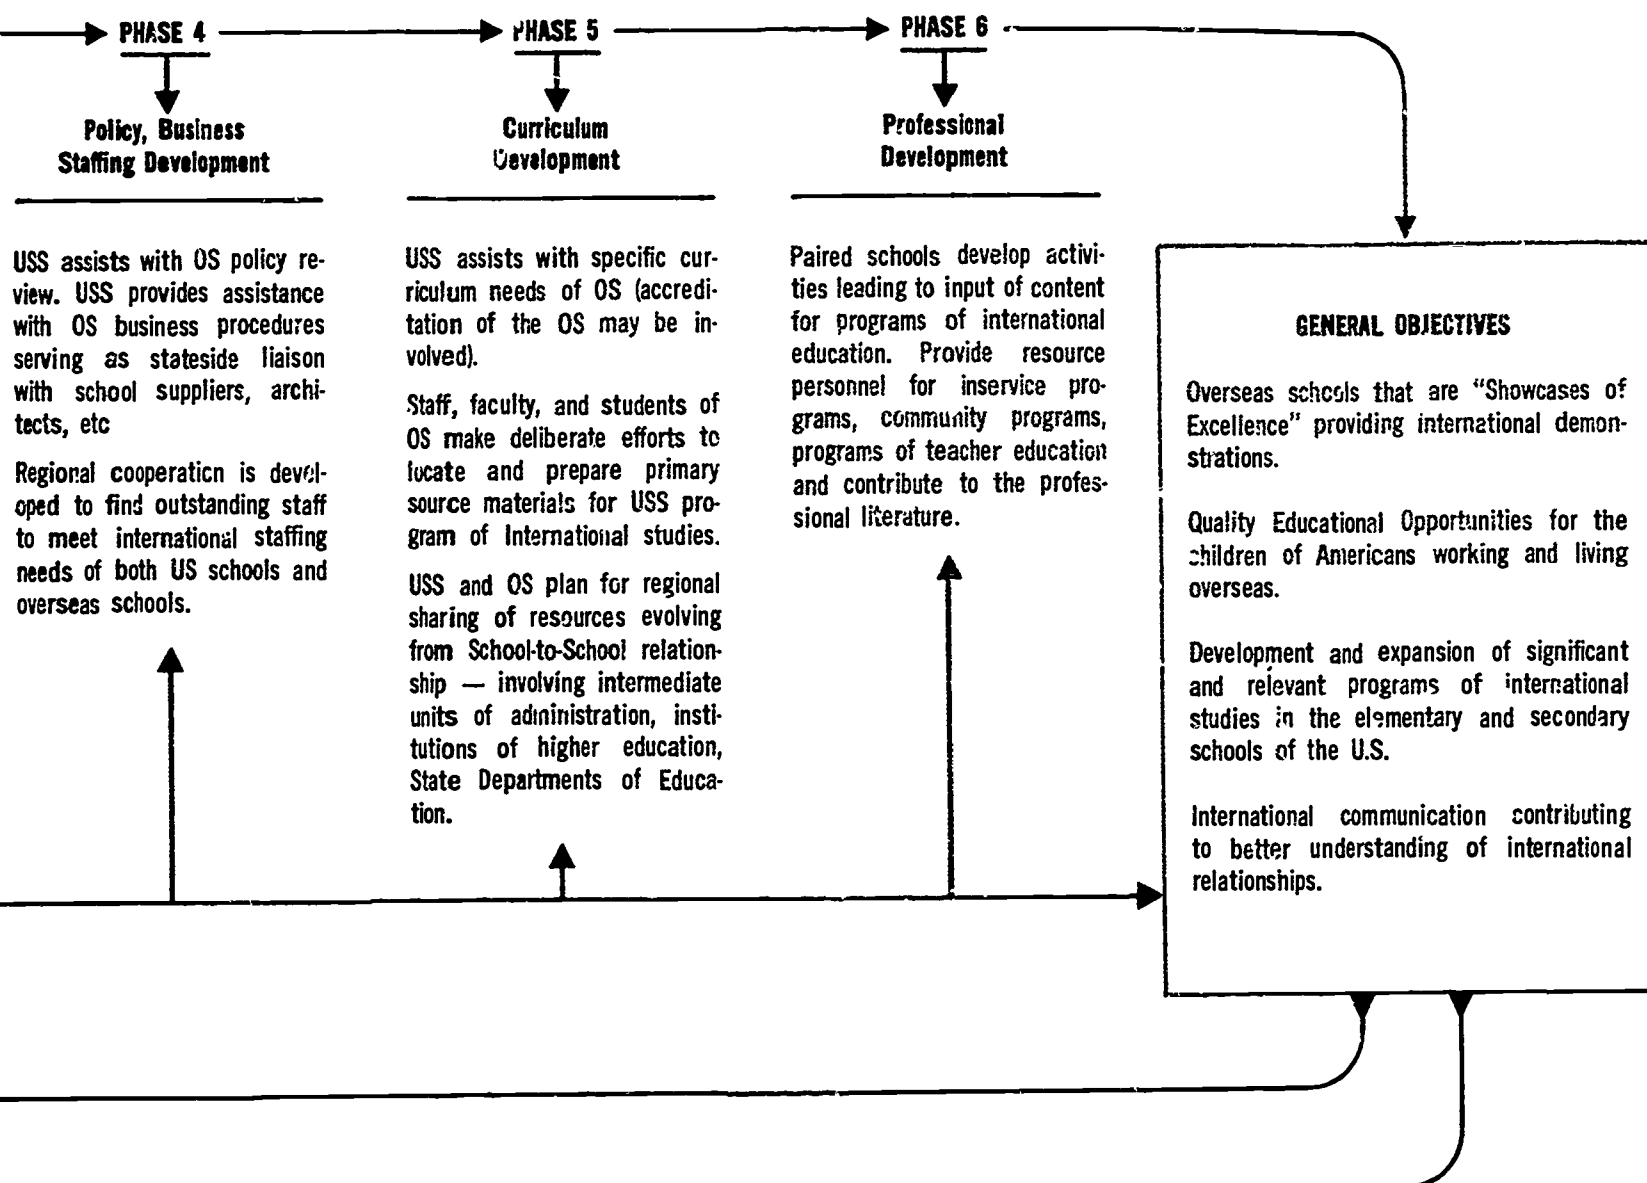 PHASE 4
Policy, Business
Staffing Development
USS assists with OS policy re-
view. USS provides assistance
with OS business procedures
serving as stateside liaison
with school suppliers, archi-
tects, etc
Regional cooperation is devel-
oped to find outstanding staff
to meet international staffing
needs of both US schools and
overseas schools.
PHASE 5
Curriculum
Development
USS assists with specific cur-
riculum needs of OS (accredi-
tation of the OS may be in-
volved).
Staff, faculty, and students of
OS make deliberate efforts to
locate and prepare primary
source materials for USS pro-
gram of International studies.
USS and OS plan for regional
sharing of resources evolving
from School-to-School relation-
ship — involving intermediate
units of administration, insti-
tutions of higher education,
State Departments of Educa-
tion.
PHASE 6
Professional
Development
Paired schools develop activi-
ties leading to input of content
for programs of international
education. Provide resource
personnel for inservice pro-
grams, community programs,
programs of teacher education
and contribute to the profes-
sional literature.
GENERAL OBJECTIVES
Overseas schools that are "Showcases of
Excellence" providing international demon-
strations.
Quality Educational Opportunities for the
children of Americans working and living
overseas.
Development and expansion of significant
and relevant programs of international
studies in the elementary and secondary
schools of the U.S.
International communication contributing
to better understanding of international
relationships.